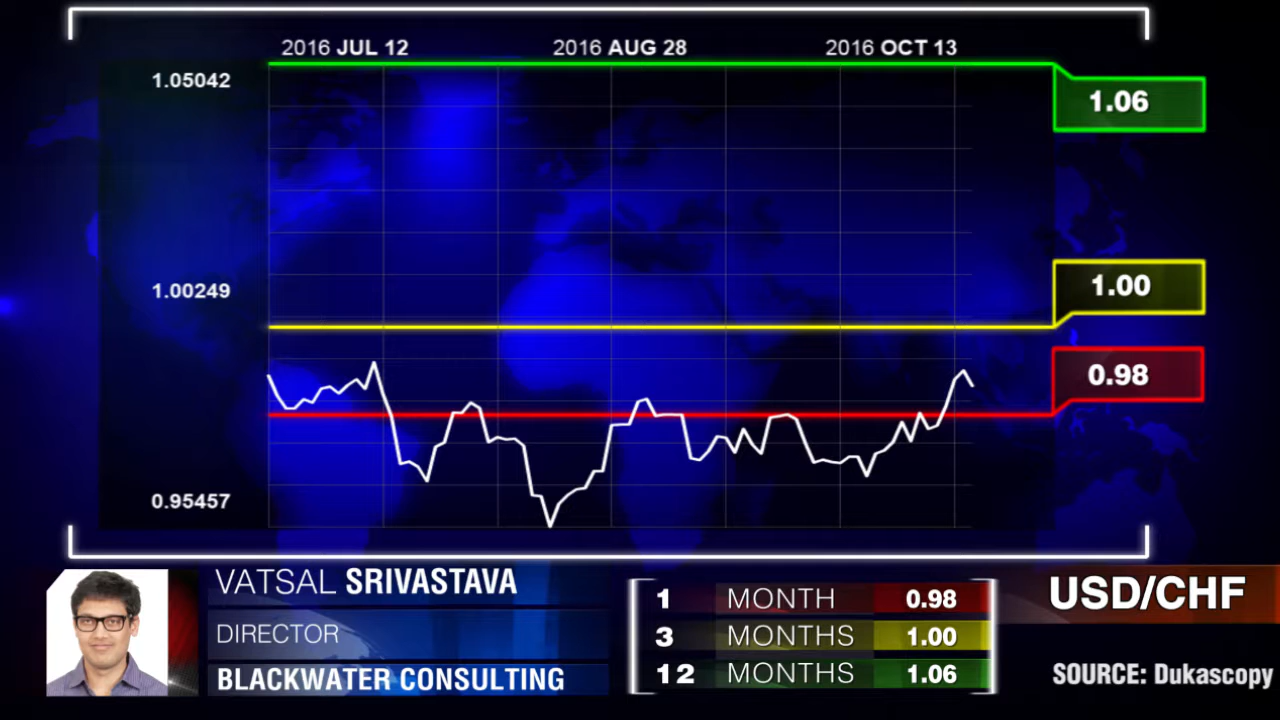 2016 JUL 12
2016 AUG 28
2016 OCT 13
1.05042
1.06
1.00249
1.00
0.98
0.95457
VATSAL SRIVASTAVA
DIRECTOR
BLACKWATER CONSULTING
1 MONTH 0.98
3 MONTHS 1.00
12 MONTHS 1.06
USD/CHF
SOURCE: Dukascopy